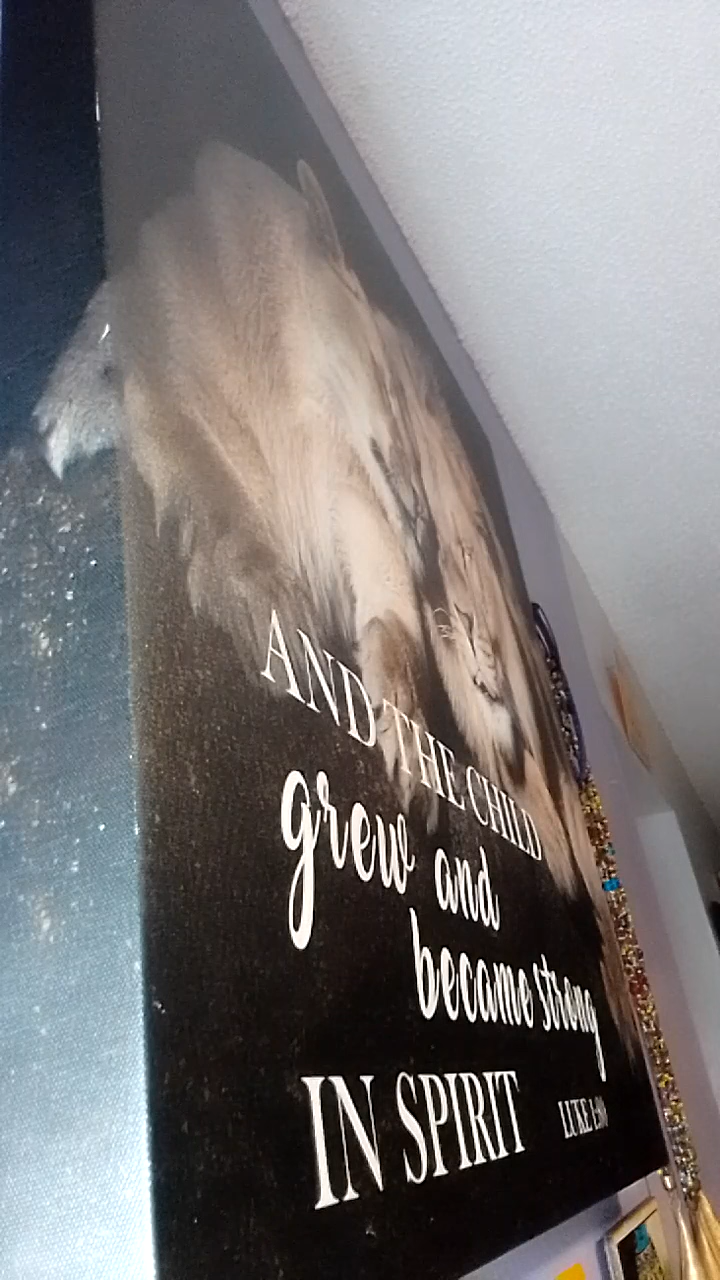 AND THE CHILD
grew and
became strong
IN SPIRIT
LUKE 1:80